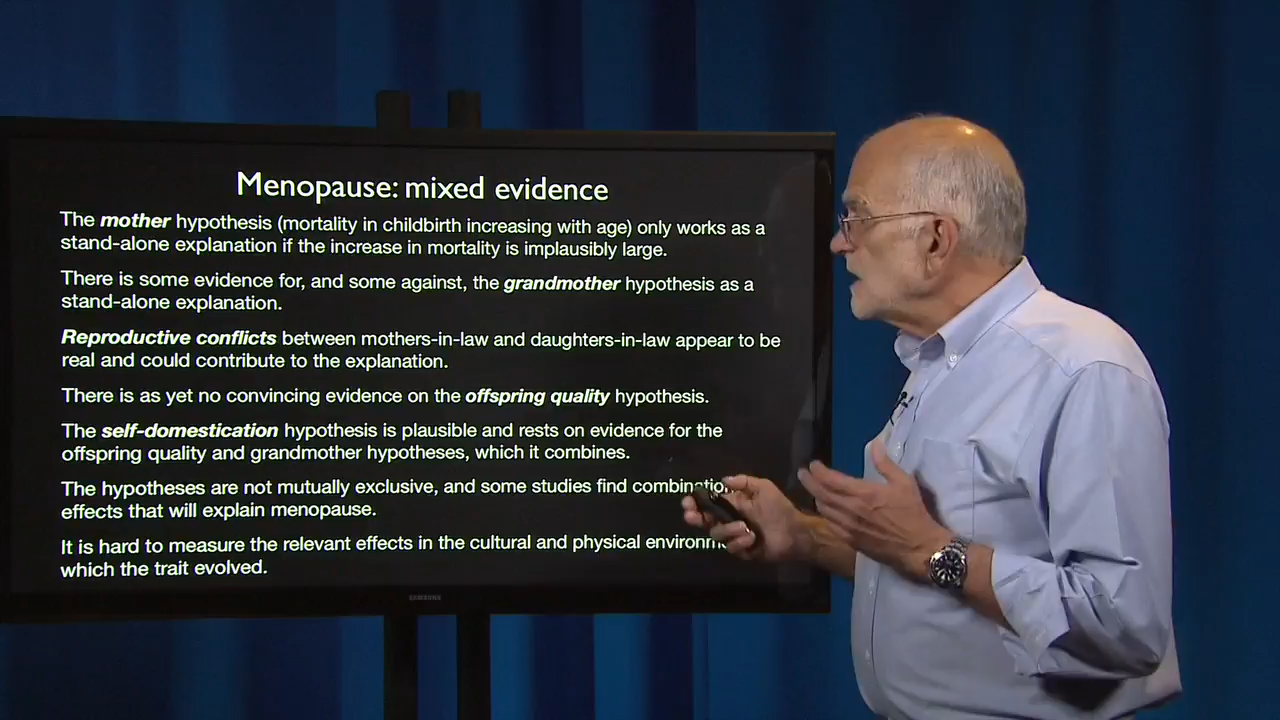 Menopause: mixed evidence
The mother hypothesis (mortality in childbirth increasing with age) only works as a
stand-alone explanation if the increase in mortality is implausibly large.
There is some evidence for, and some against, the grandmother hypothesis as a
stand-alone explanation.
Reproductive conflicts between mothers-in-law and daughters-in-law appear to be
real and could contribute to the explanation.
There is as yet no convincing evidence on the offspring quality hypothesis.
The self-domestication hypothesis is plausible and rests on evidence for the
offspring quality and grandmother hypotheses, which it combines.
The hypotheses are not mutually exclusive, and some studies find
effects that will explain menopause.
It is hard to measure the relevant effects in the cultural and physical
which the trait evolved.
SAMSUNG